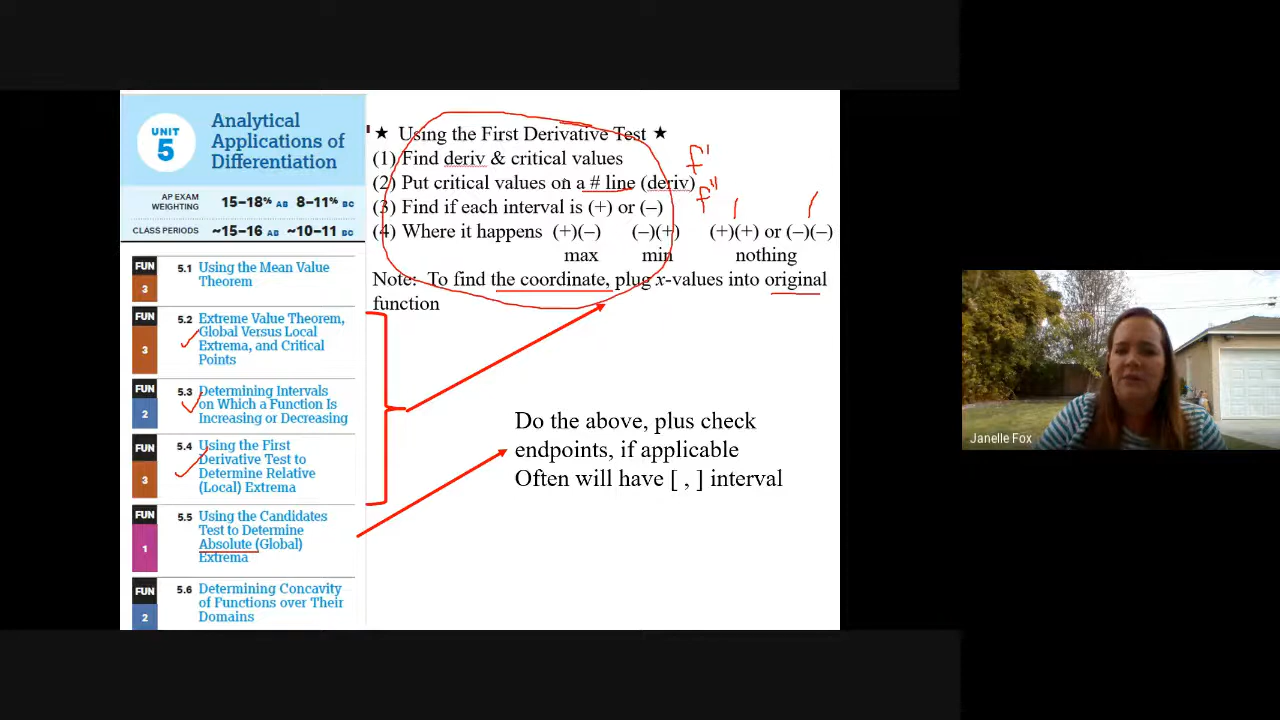 UNIT
5
Analytical
Applications of
Differentiation
AP EXAM
WEIGHTING
15–18% AB 8–11% BC
CLASS PERIODS
~15–16 AB ~10–11 BC
FUN
3
5.1 Using the Mean Value
Theorem
FUN
3
5.2 Extreme Value Theorem,
Global Versus Local
Extrema, and Critical
Points
FUN
2
5.3 Determining Intervals
on Which a Function Is
Increasing or Decreasing
FUN
3
5.4 Using the First
Derivative Test to
Determine Relative
(Local) Extrema
FUN
1
5.5 Using the Candidates
Test to Determine
Absolute (Global)
Extrema
FUN
2
5.6 Determining Concavity
of Functions over Their
Domains
★ Using the First Derivative Test ★
(1) Find deriv & critical values
(2) Put critical values on a # line (deriv)
(3) Find if each interval is (+) or (–)
(4) Where it happens (+)(–) (–)(+) (+)(+) or (–)(–)
max min nothing
Note: To find the coordinate, plug x-values into original
function
f'
f"
Do the above, plus check
endpoints, if applicable
Often will have [ , ] interval
Janelle Fox